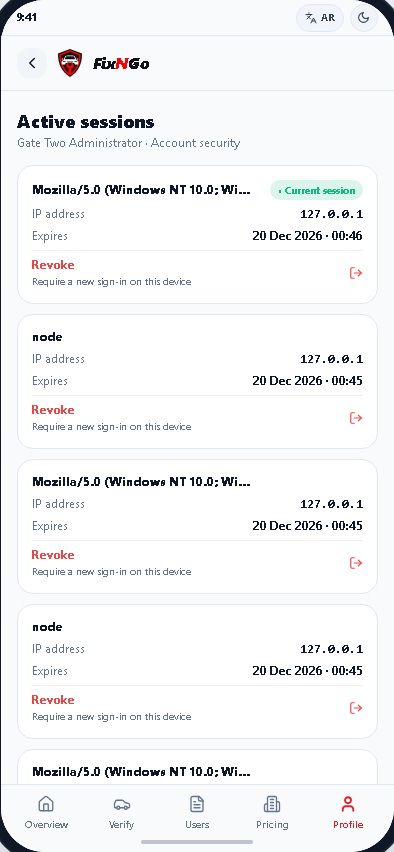 9:41
AR
FixNGo
Active sessions
Gate Two Administrator · Account security
Mozilla/5.0 (Windows NT 10.0; Wi...
• Current session
IP address
127.0.0.1
Expires
20 Dec 2026 · 00:46
Revoke
Require a new sign-in on this device
node
IP address
127.0.0.1
Expires
20 Dec 2026 · 00:45
Revoke
Require a new sign-in on this device
Mozilla/5.0 (Windows NT 10.0; Wi...
IP address
127.0.0.1
Expires
20 Dec 2026 · 00:45
Revoke
Require a new sign-in on this device
node
IP address
127.0.0.1
Expires
20 Dec 2026 · 00:45
Revoke
Require a new sign-in on this device
Mozilla/5.0 (Windows NT 10.0; Wi...
Overview
Verify
Users
Pricing
Profile